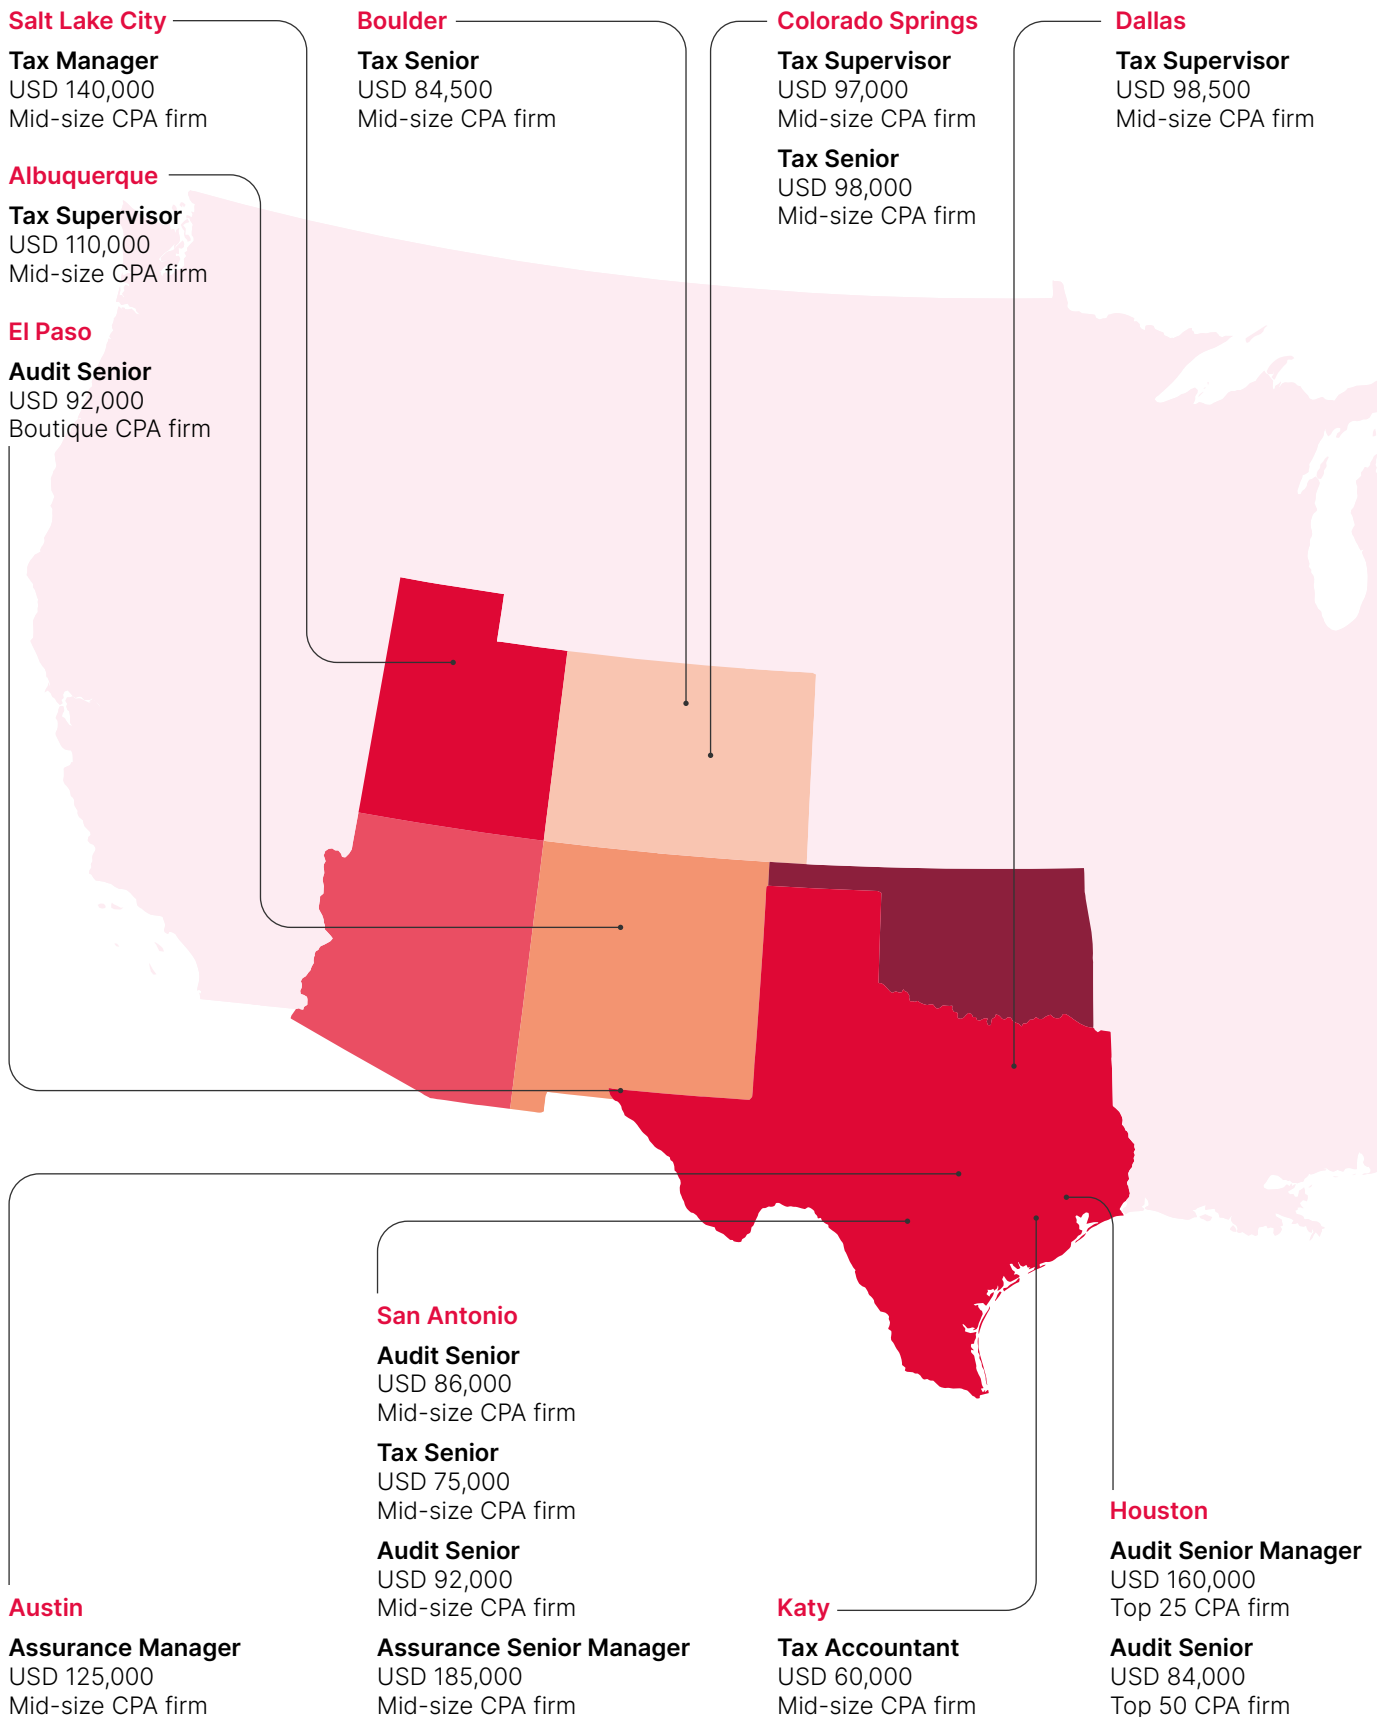 Salt Lake City
Tax Manager
USD 140,000
Mid-size CPA firm
Boulder
Tax Senior
USD 84,500
Mid-size CPA firm
Colorado Springs
Tax Supervisor
USD 97,000
Mid-size CPA firm
Tax Senior
USD 98,000
Mid-size CPA firm
Dallas
Tax Supervisor
USD 98,500
Mid-size CPA firm
Albuquerque
Tax Supervisor
USD 110,000
Mid-size CPA firm
El Paso
Audit Senior
USD 92,000
Boutique CPA firm
San Antonio
Audit Senior
USD 86,000
Mid-size CPA firm
Tax Senior
USD 75,000
Mid-size CPA firm
Audit Senior
USD 92,000
Mid-size CPA firm
Assurance Senior Manager
USD 185,000
Mid-size CPA firm
Austin
Assurance Manager
USD 125,000
Mid-size CPA firm
Katy
Tax Accountant
USD 60,000
Mid-size CPA firm
Houston
Audit Senior Manager
USD 160,000
Top 25 CPA firm
Audit Senior
USD 84,000
Top 50 CPA firm